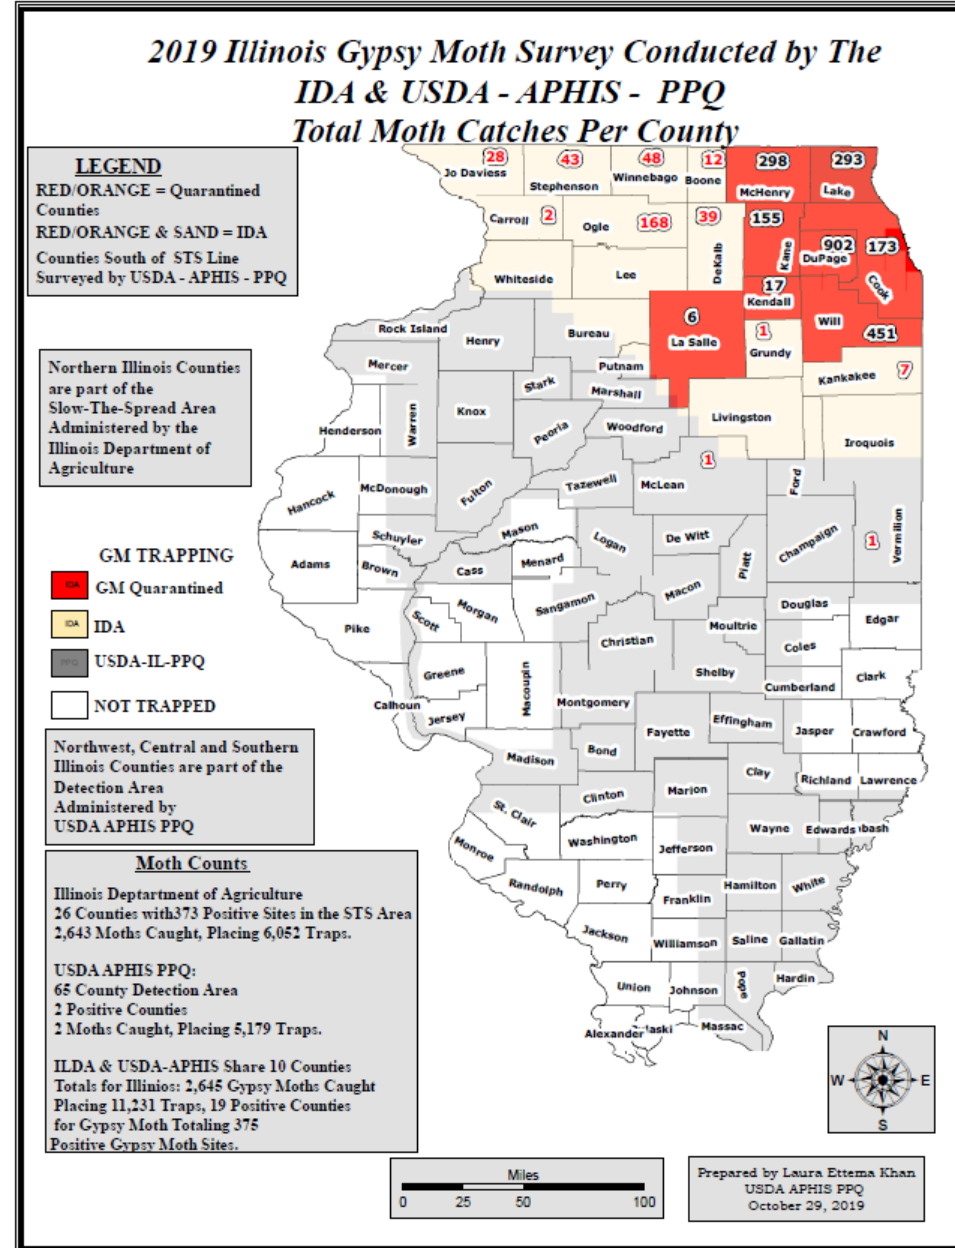 2019 Illinois Gypsy Moth Survey Conducted by The
IDA & USDA - APHIS - PPQ
Total Moth Catches Per County
LEGEND
RED/ORANGE = Quarantined
Counties
RED/ORANGE & SAND = IDA
Counties South of STS Line
Surveyed by USDA - APHIS - PPQ
Northern Illinois Counties
are part of the
Slow-The-Spread Area
Administered by the
Illinois Department of
Agriculture
GM TRAPPING
IDA GM Quarantined
IDA IDA
PPQ USDA-IL-PPQ
NOT TRAPPED
Northwest, Central and Southern
Illinois Counties are part of the
Detection Area
Administered by
USDA APHIS PPQ
Moth Counts
Illinois Deptartment of Agriculture
26 Counties with373 Positive Sites in the STS Area
2,643 Moths Caught, Placing 6,052 Traps.
USDA APHIS PPQ:
65 County Detection Area
2 Positive Counties
2 Moths Caught, Placing 5,179 Traps.
ILDA & USDA-APHIS Share 10 Counties
Totals for Illinios: 2,645 Gypsy Moths Caught
Placing 11,231 Traps, 19 Positive Counties
for Gypsy Moth Totaling 375
Positive Gypsy Moth Sites.
28
Jo Daviess
43
Stephenson
48
Winnebago
12
Boone
298
McHenry
293
Lake
Carroll
2
Ogle
168
39
DeKalb
155
Kane
902
DuPage
173
Cook
Whiteside
Lee
17
Kendall
6
La Salle
1
Grundy
Will
451
7
Kankakee
Rock Island
Henry
Bureau
Putnam
Mercer
Stark
Marshall
Livingston
Knox
Warren
Henderson
Peoria
Woodford
Iroquois
1
McLean
Tazewell
Ford
McDonough
Fulton
Hancock
Vermilion
1
Mason
Logan
De Witt
Champaign
Schuyler
Adams
Brown
Cass
Menard
Piatt
Macon
Sangamon
Morgan
Scott
Pike
Douglas
Edgar
Moultrie
Christian
Coles
Shelby
Greene
Macoupin
Clark
Cumberland
Calhoun
Jersey
Montgomery
Fayette
Effingham
Jasper
Crawford
Madison
Bond
Clay
Richland
Lawrence
Marion
Clinton
St. Clair
Washington
Wayne
Edwards
bash
Monroe
Jefferson
Randolph
Perry
Hamilton
White
Franklin
Jackson
Williamson
Saline
Gallatin
Union
Johnson
Pope
Hardin
Alexander
laski
Massac
N
W E
S
Miles
0 25 50 100
Prepared by Laura Ettema Khan
USDA APHIS PPQ
October 29, 2019